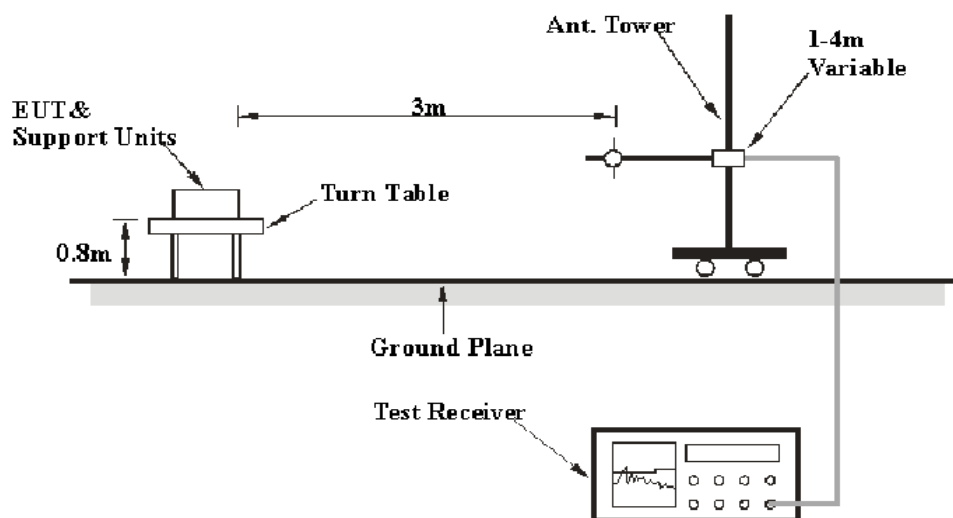 Ant. Tower
1-4m
Variable
3m
EUT&
Support Units
Turn Table
0.8m
Ground Plane
Test Receiver